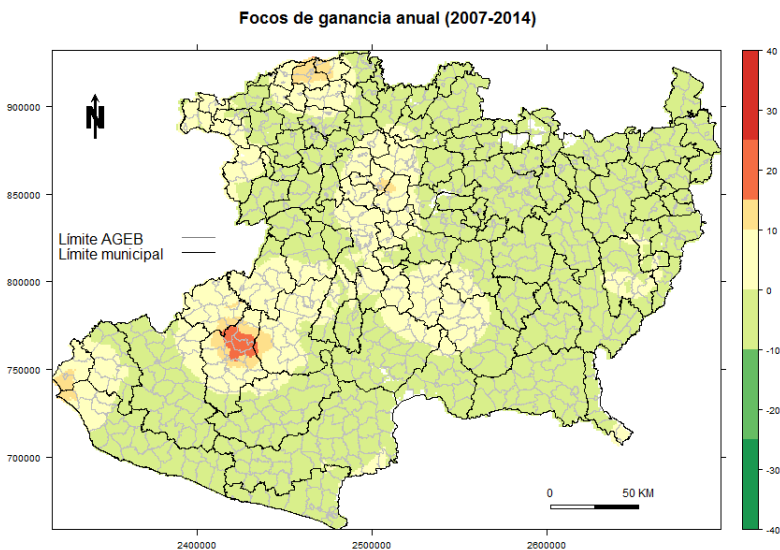 Focos de ganancia anual (2007-2014)
N
900000
850000
800000
750000
700000
Límite AGEB
Límite municipal
0 50 KM
2400000 2500000 2600000
40
30
20
10
0
-10
-20
-30
-40